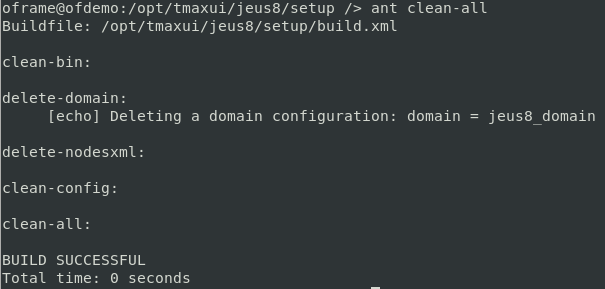 oframe@ofdemo:/opt/tmaxui/jeus8/setup /> ant clean-all
Buildfile: /opt/tmaxui/jeus8/setup/build.xml
clean-bin:
delete-domain:
[echo] Deleting a domain configuration: domain = jeus8_domain
delete-nodesxml:
clean-config:
clean-all:
BUILD SUCCESSFUL
Total time: 0 seconds